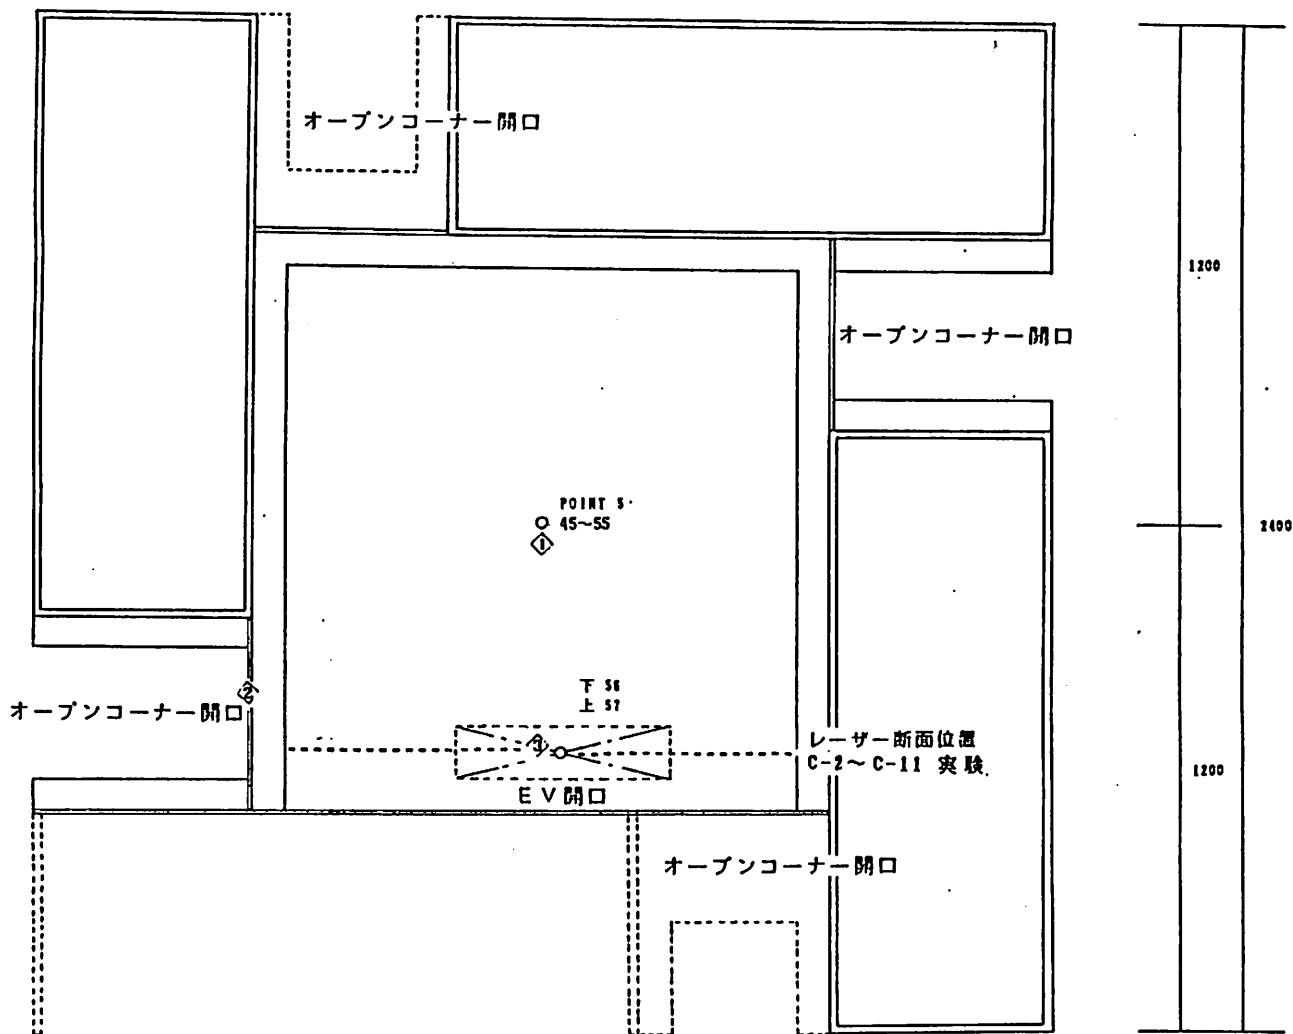 オープンコーナー開口
1200
オープンコーナー開口
POINT 5
45～55
2400
1
下 56
上 57
2
オープンコーナー開口
レーザー断面位置
C-2～C-11 実験
1200
EV開口
オープンコーナー開口